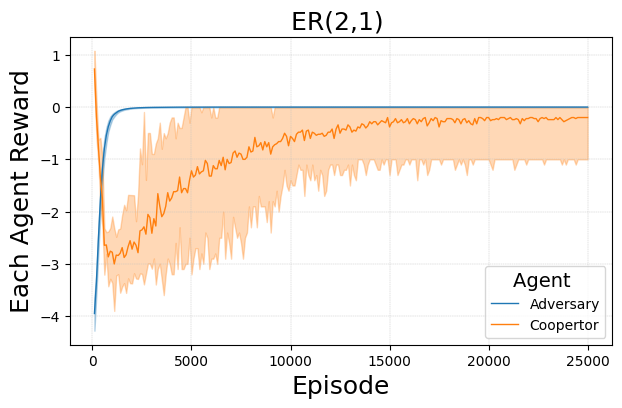 ER(2,1)
Each Agent Reward
1
0
−1
−2
−3
−4
0
5000
10000
15000
20000
25000
Episode
Agent
Adversary
Coopertor